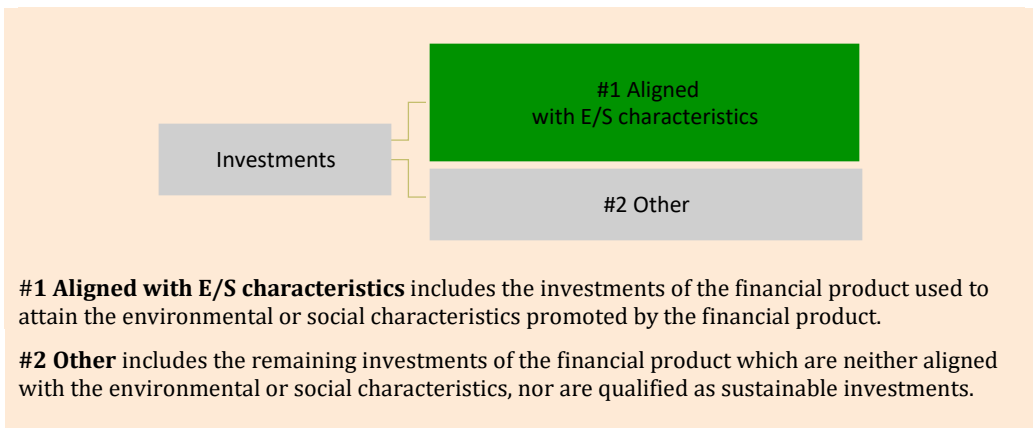 #1 Aligned
with E/S characteristics
Investments
#2 Other
#1 Aligned with E/S characteristics includes the investments of the financial product used to
attain the environmental or social characteristics promoted by the financial product.
#2 Other includes the remaining investments of the financial product which are neither aligned
with the environmental or social characteristics, nor are qualified as sustainable investments.